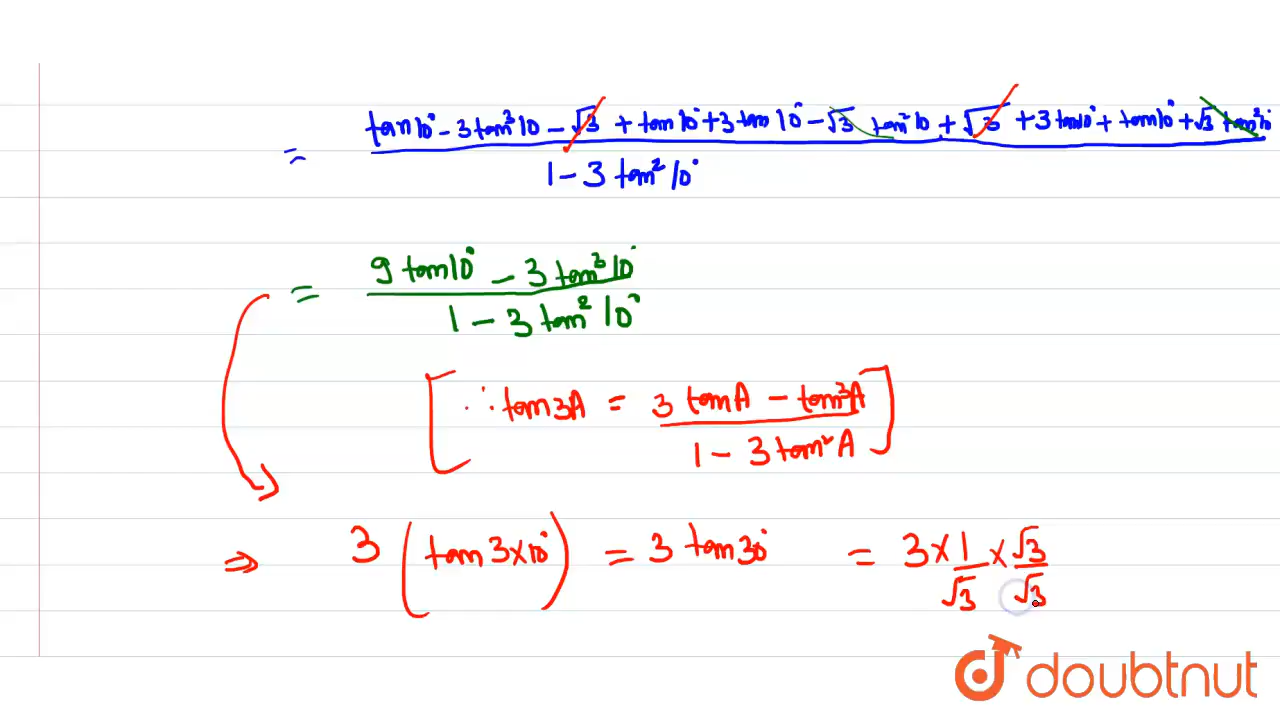 = tan10° - 3tan³10 - √3 + tan10° + 3tan10° - √3 tan²10 + √3 + 3tan10° + tan10° + √3 tan²10
1 - 3tan²10°
= 9tan10° - 3tan³10°
1 - 3tan²10°
[∵ tan3A = 3tanA - tan³A
1 - 3tan²A]
⇒ 3(tan3×10°) = 3tan30° = 3 × 1/√3 × √3/√3
doubtnut